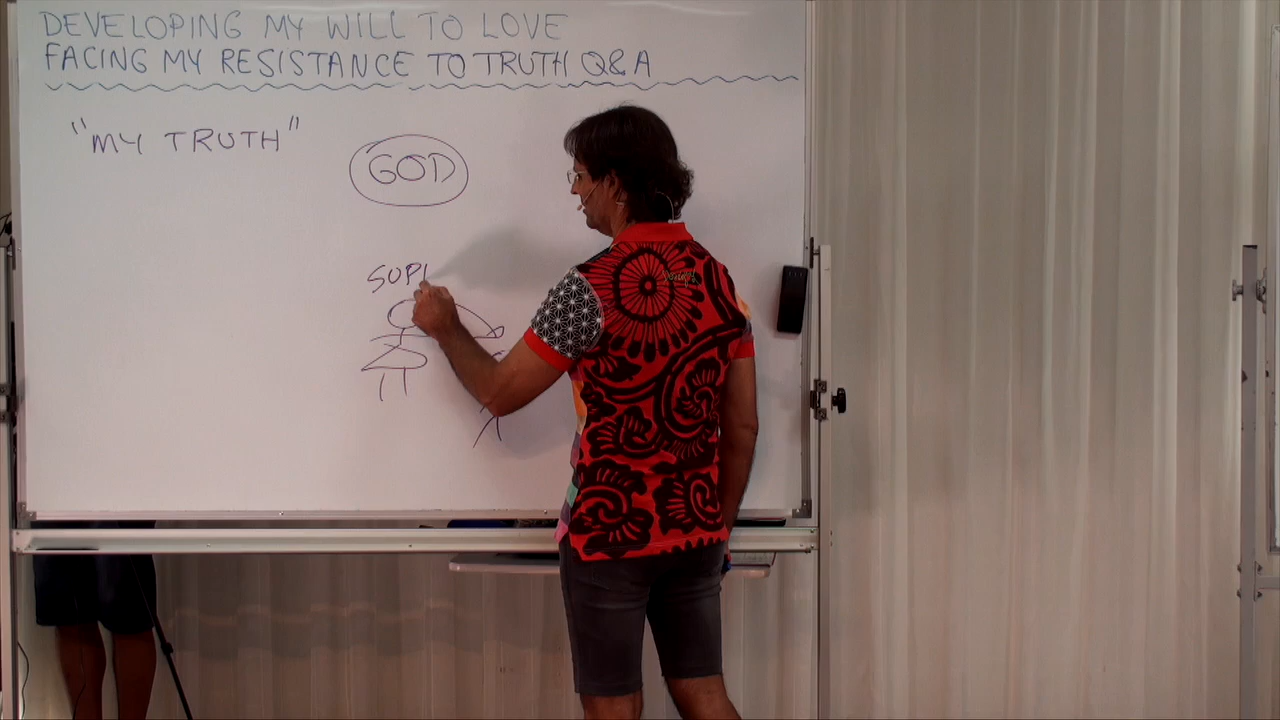 DEVELOPING MY WILL TO LOVE
FACING MY RESISTANCE TO TRUTH Q&A
"MY TRUTH"
GOD